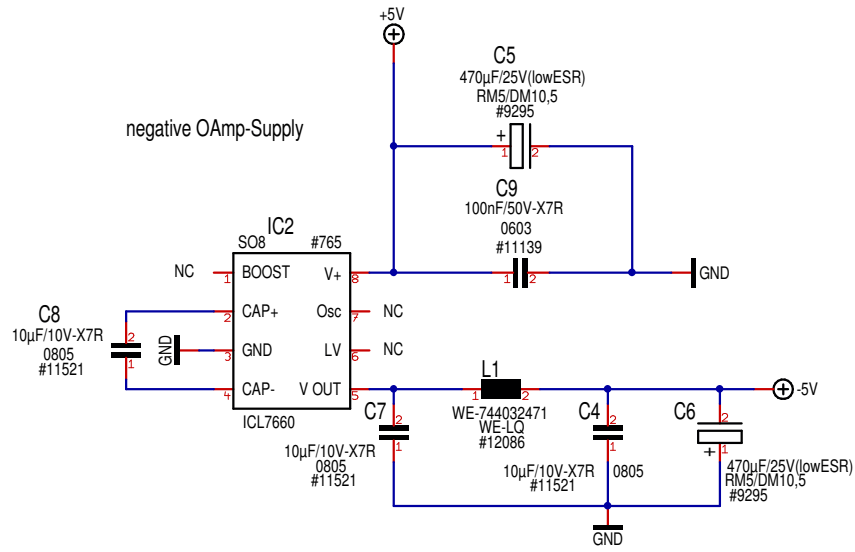 +5V
C5
470µF/25V(lowESR)
RM5/DM10,5
#9295
+
1 2
negative OAmp-Supply
C9
100nF/50V-X7R
0603
#11139
1 2
GND
IC2
SO8 #765
NC 1 BOOST V+ 8
2 CAP+ Osc 7 NC
GND 3 GND LV 6 NC
4 CAP- V OUT 5
ICL7660
C8
10µF/10V-X7R
0805
#11521
2
1
L1
1 2
WE-744032471
WE-LQ
#12086
-5V
C7
2
1
10µF/10V-X7R
0805
#11521
C4
2
1
10µF/10V-X7R 0805
#11521
C6
2
1
+
470µF/25V(lowESR)
RM5/DM10,5
#9295
GND